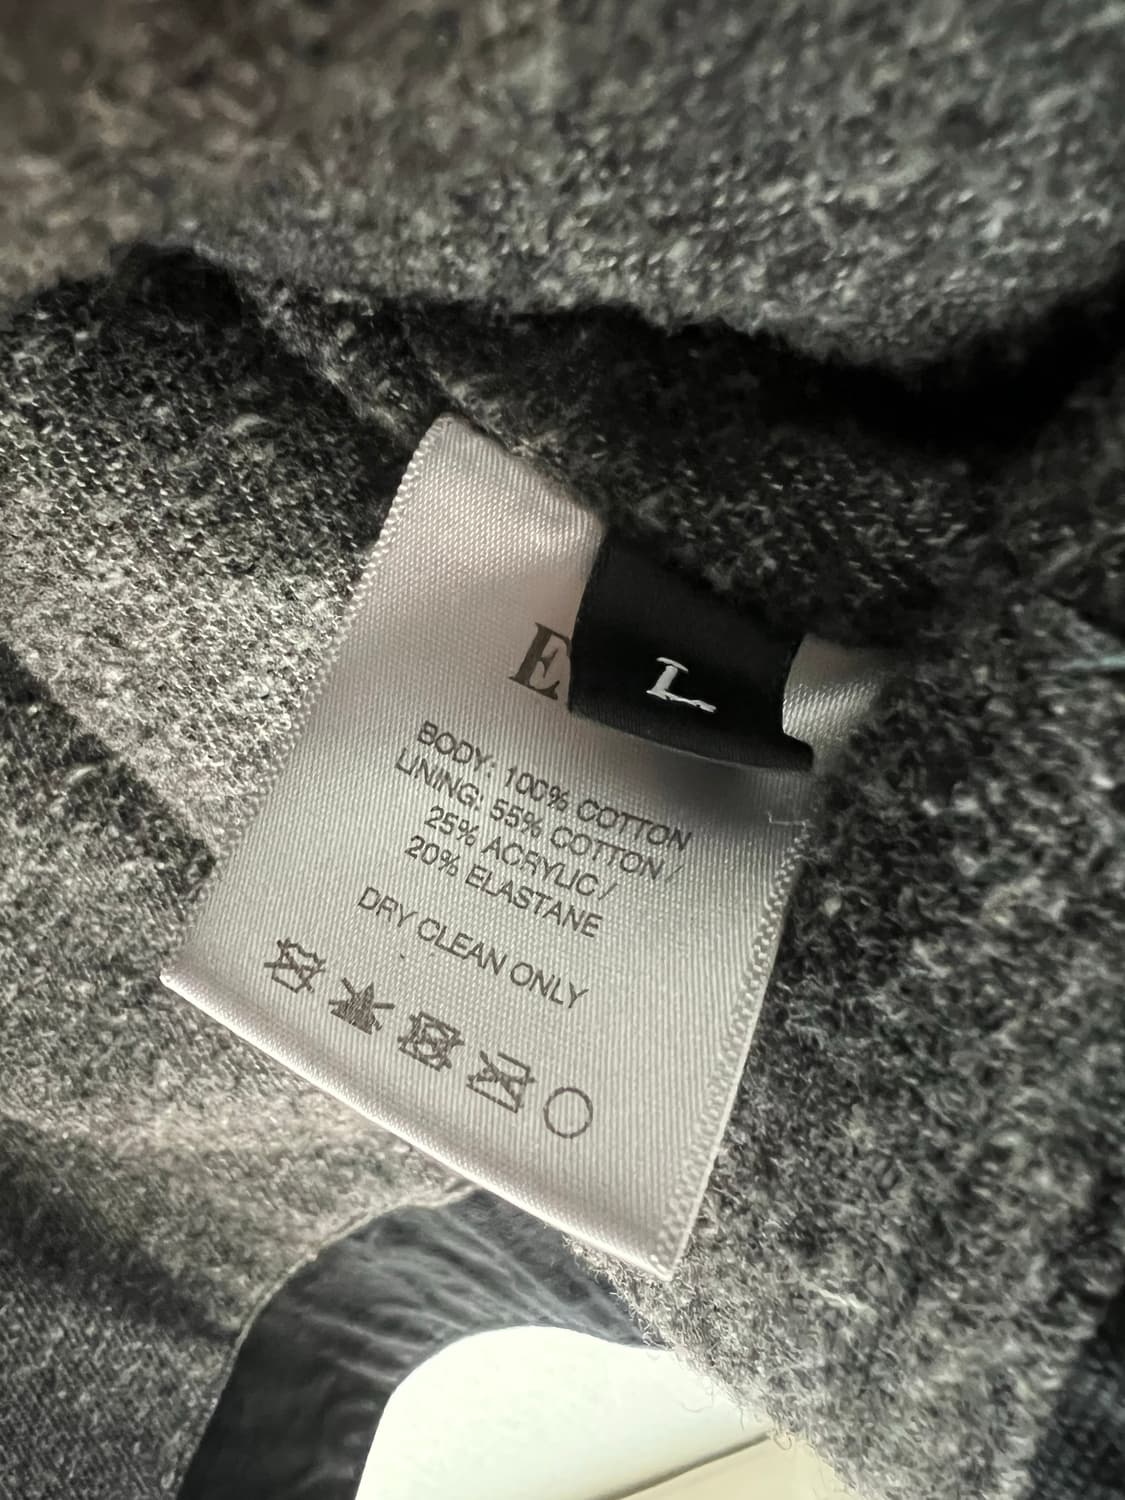 E
L
BODY: 100% COTTON
LINING: 55% COTTON /
25% ACRYLIC /
20% ELASTANE
DRY CLEAN ONLY